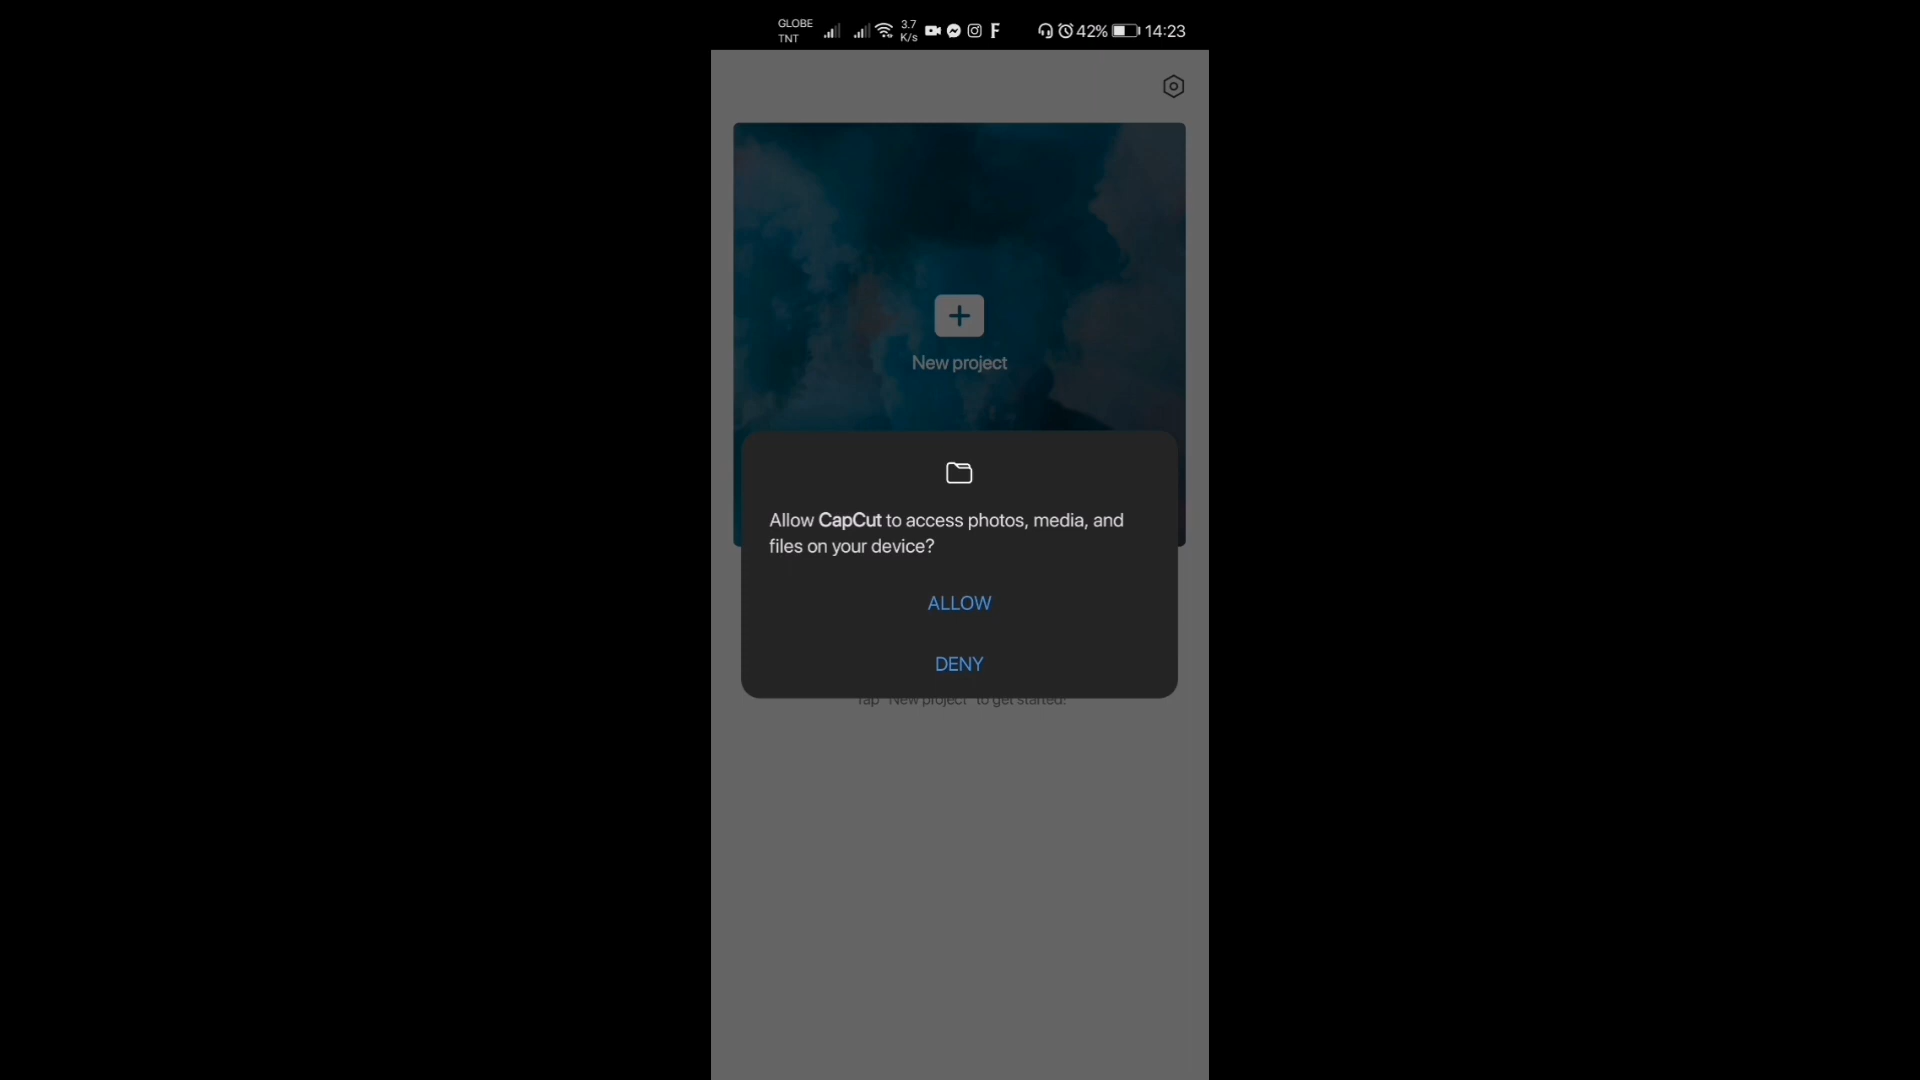 GLOBE
TNT
3.7
K/s
42%
14:23
New project
Allow CapCut to access photos, media, and
files on your device?
ALLOW
DENY
Tap "New project" to get started!